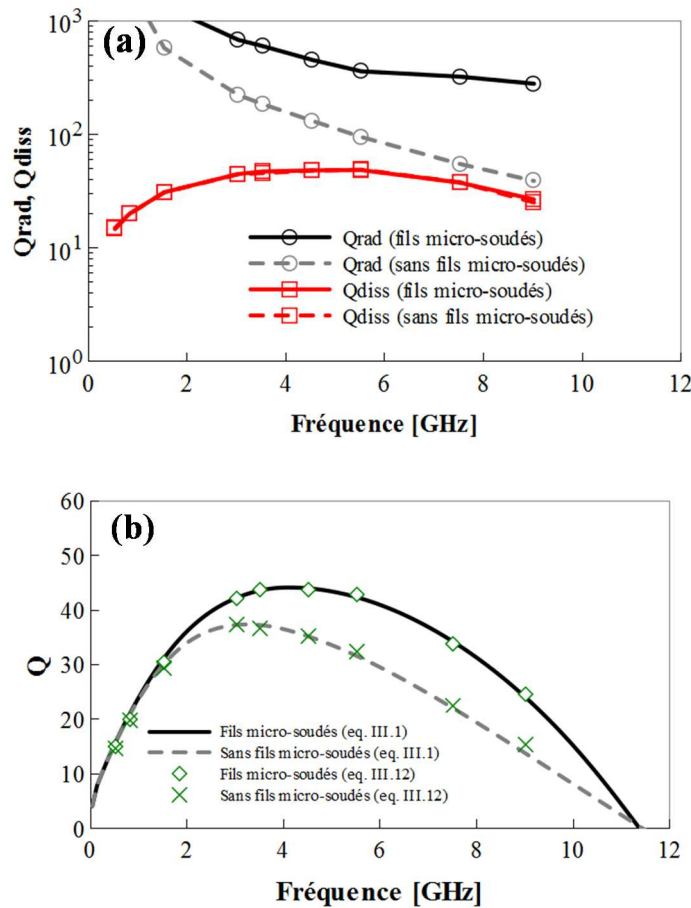 (a)
10³
10²
10¹
10⁰
Qrad, Qdiss
Qrad (fils micro-soudés)
Qrad (sans fils micro-soudés)
Qdiss (fils micro-soudés)
Qdiss (sans fils micro-soudés)
0 2 4 6 8 10 12
Fréquence [GHz]
(b)
60
50
40
30
20
10
0
Q
Fils micro-soudés (eq. III.1)
Sans fils micro-soudés (eq. III.1)
Fils micro-soudés (eq. III.12)
Sans fils micro-soudés (eq. III.12)
0 2 4 6 8 10 12
Fréquence [GHz]